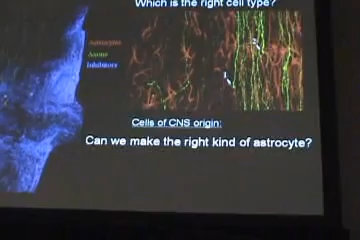 Which is the right cell type?
Astrocytes
Axons
Inhibitors
Cells of CNS origin:
Can we make the right kind of astrocyte?